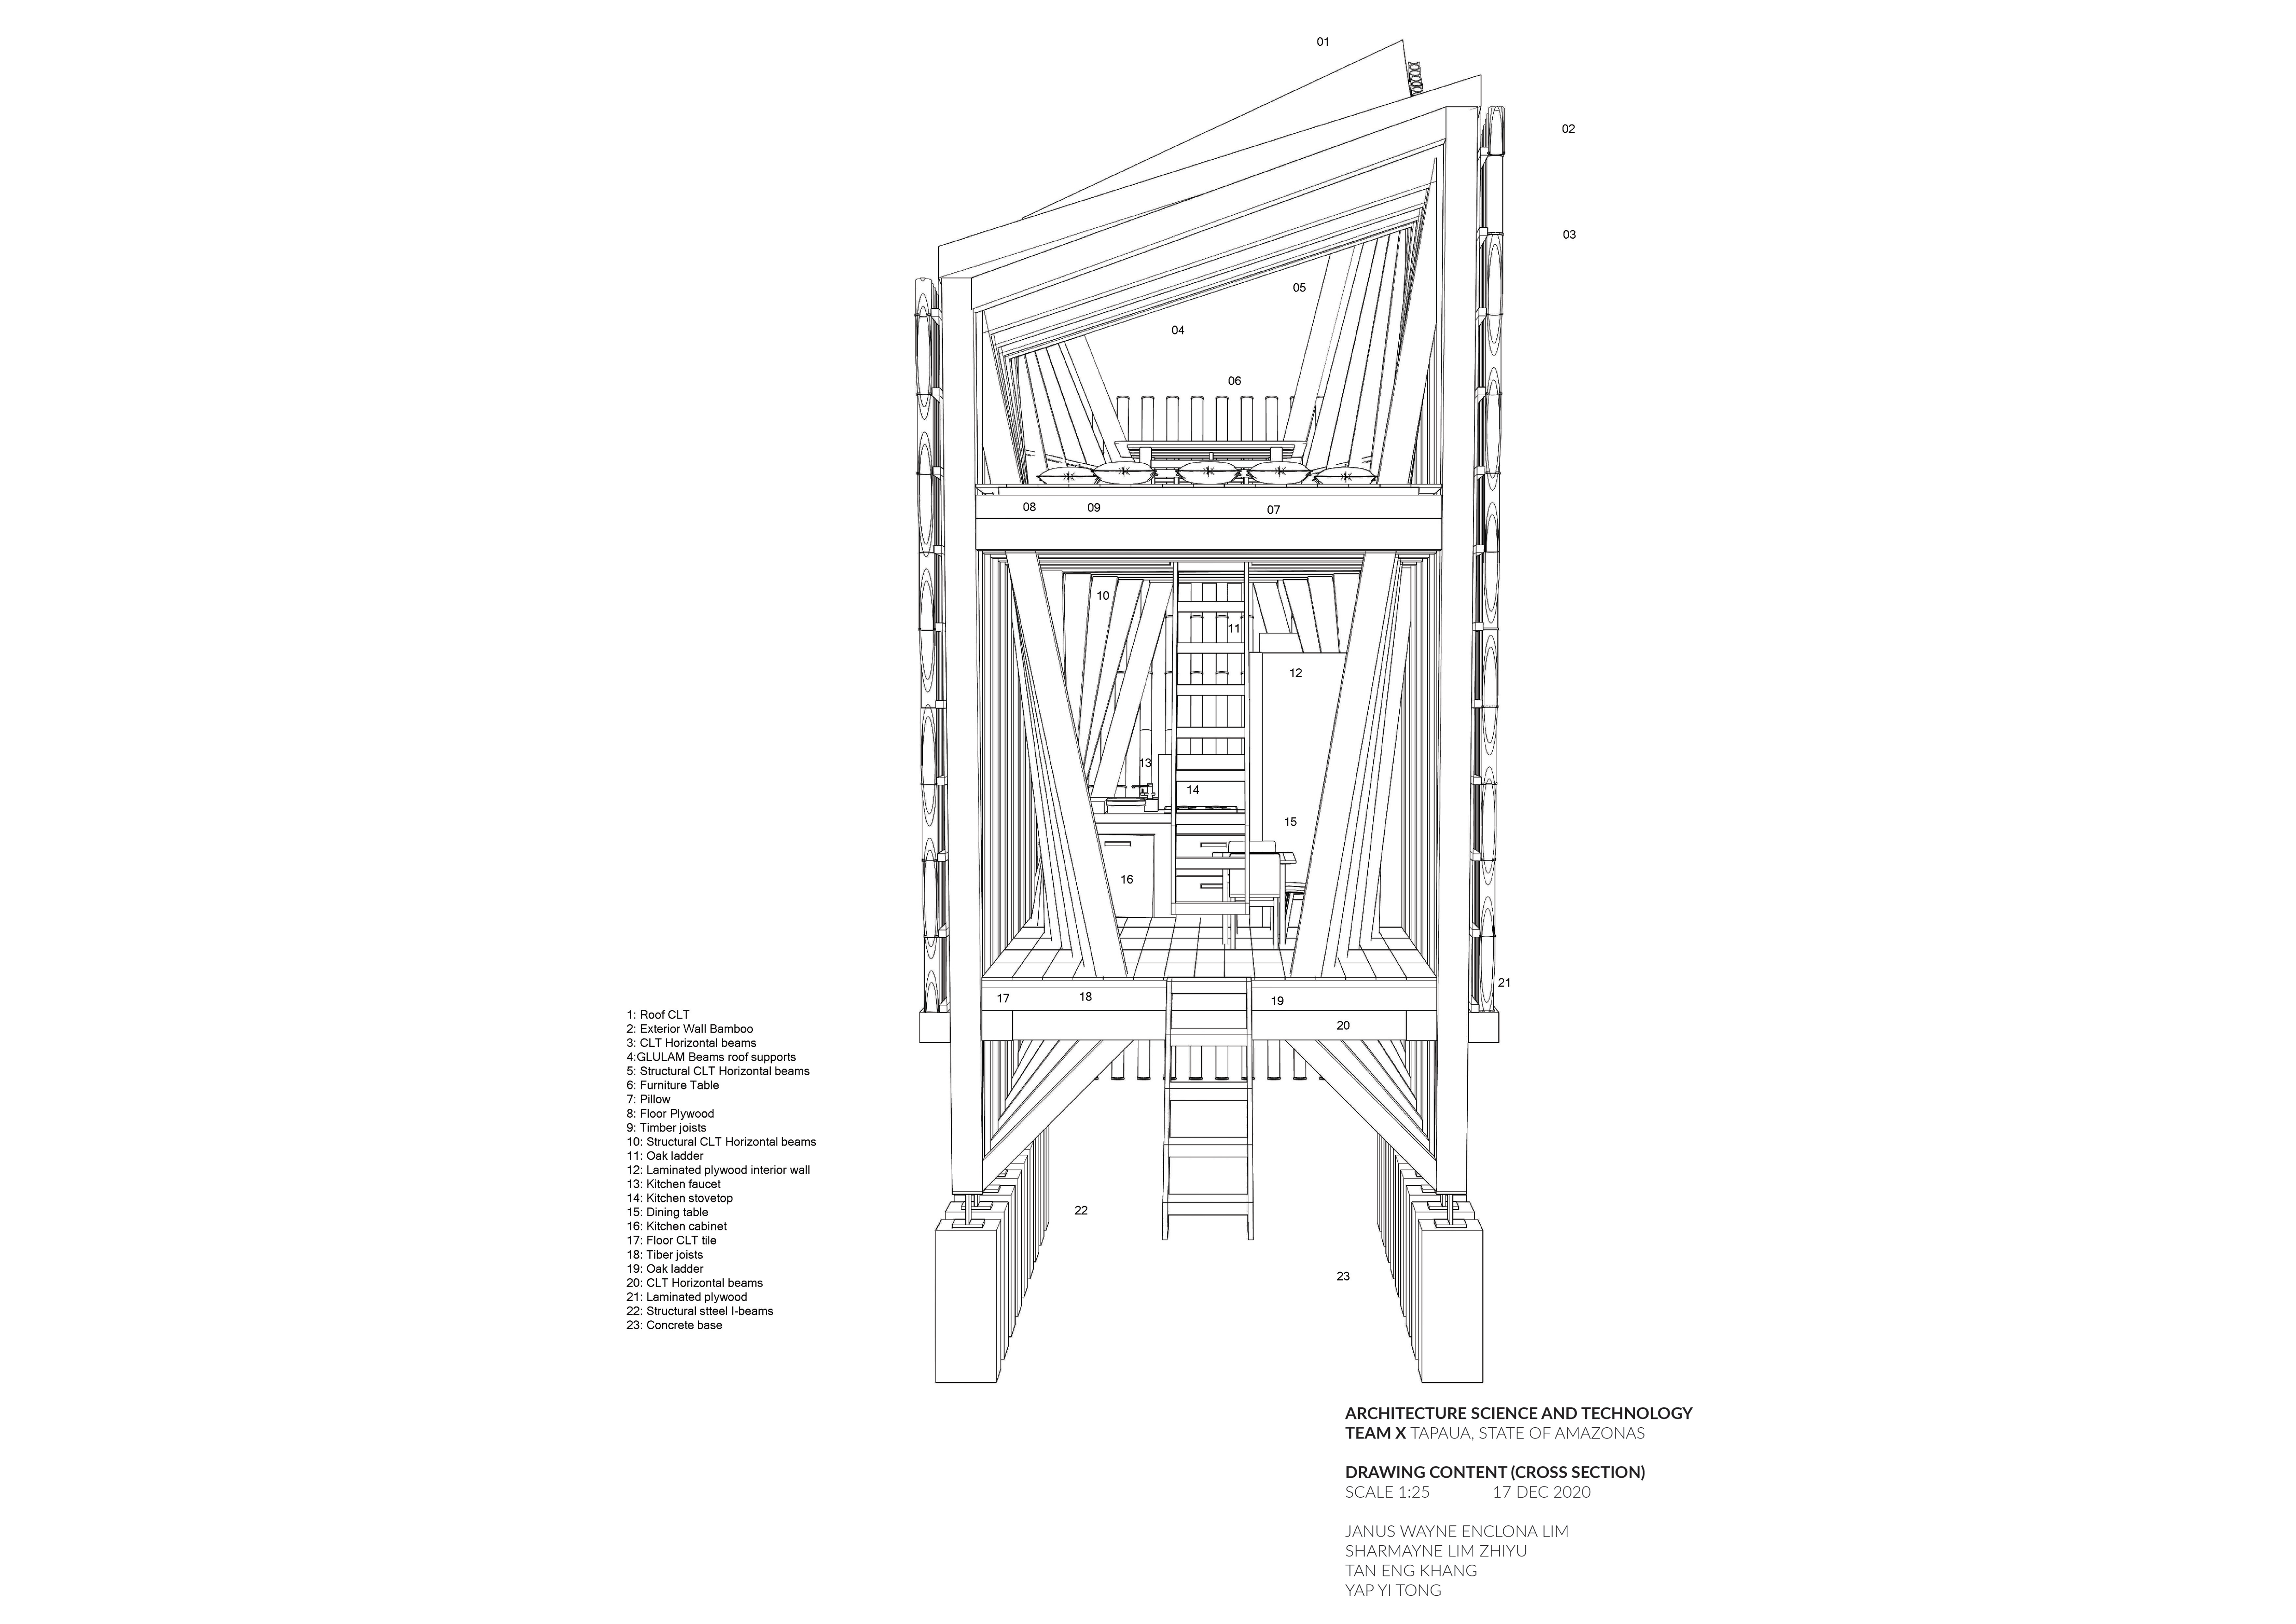 01
02
03
05
04
06
08
09
07
10
11
12
13
14
15
16
21
17
18
19
20
22
23
1: Roof CLT
2: Exterior Wall Bamboo
3: CLT Horizontal beams
4:GLULAM Beams roof supports
5: Structural CLT Horizontal beams
6: Furniture Table
7: Pillow
8: Floor Plywood
9: Timber joists
10: Structural CLT Horizontal beams
11: Oak ladder
12: Laminated plywood interior wall
13: Kitchen faucet
14: Kitchen stovetop
15: Dining table
16: Kitchen cabinet
17: Floor CLT tile
18: Tiber joists
19: Oak ladder
20: CLT Horizontal beams
21: Laminated plywood
22: Structural stteel I-beams
23: Concrete base
ARCHITECTURE SCIENCE AND TECHNOLOGY
TEAM X TAPAUA, STATE OF AMAZONAS
DRAWING CONTENT (CROSS SECTION)
SCALE 1:25 17 DEC 2020
JANUS WAYNE ENCLONA LIM
SHARMAYNE LIM ZHIYU
TAN ENG KHANG
YAP YI TONG